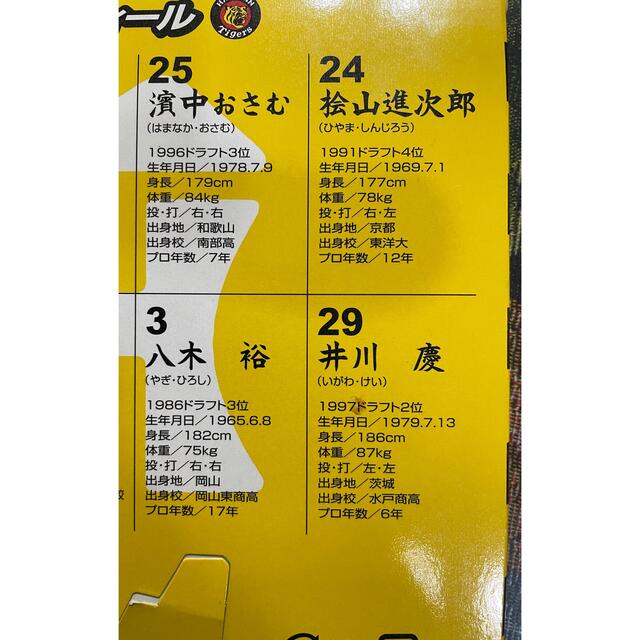 ール
Tigers
25
濱中おさむ
(はまなか・おさむ)
1996ドラフト3位
生年月日/1978.7.9
身長/179cm
体重/84kg
投・打/右・右
出身地/和歌山
出身校/南部高
プロ年数/7年
24
桧山進次郎
(ひやま・しんじろう)
1991ドラフト4位
生年月日/1969.7.1
身長/177cm
体重/78kg
投・打/右・左
出身地/京都
出身校/東洋大
プロ年数/12年
3
八木 裕
(やぎ・ひろし)
1986ドラフト3位
生年月日/1965.6.8
身長/182cm
体重/75kg
投・打/右・右
出身地/岡山
出身校/岡山東商高
プロ年数/17年
29
井川 慶
(いがわ・けい)
1997ドラフト2位
生年月日/1979.7.13
身長/186cm
体重/87kg
投・打/左・左
出身地/茨城
出身校/水戸商高
プロ年数/6年